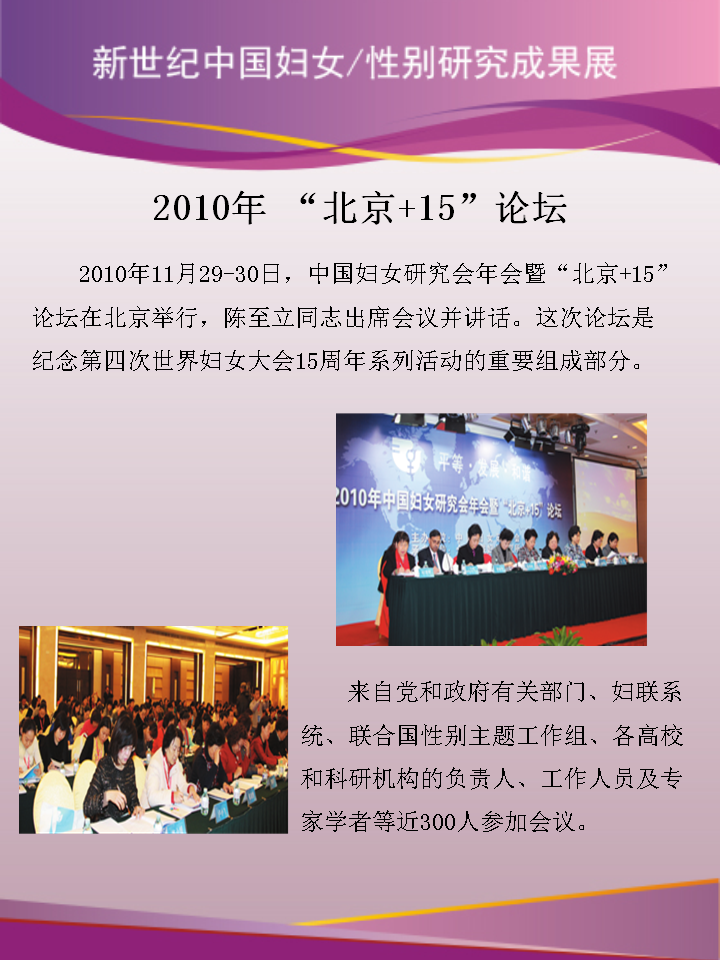 新世纪中国妇女/性别研究成果展
2010年 “北京+15”论坛
2010年11月29-30日，中国妇女研究会年会暨“北京+15”
论坛在北京举行，陈至立同志出席会议并讲话。这次论坛是
纪念第四次世界妇女大会15周年系列活动的重要组成部分。
平等·发展·和谐
2010年中国妇女研究会年会暨“北京+15”论坛
来自党和政府有关部门、妇联系
统、联合国性别主题工作组、各高校
和科研机构的负责人、工作人员及专
家学者等近300人参加会议。